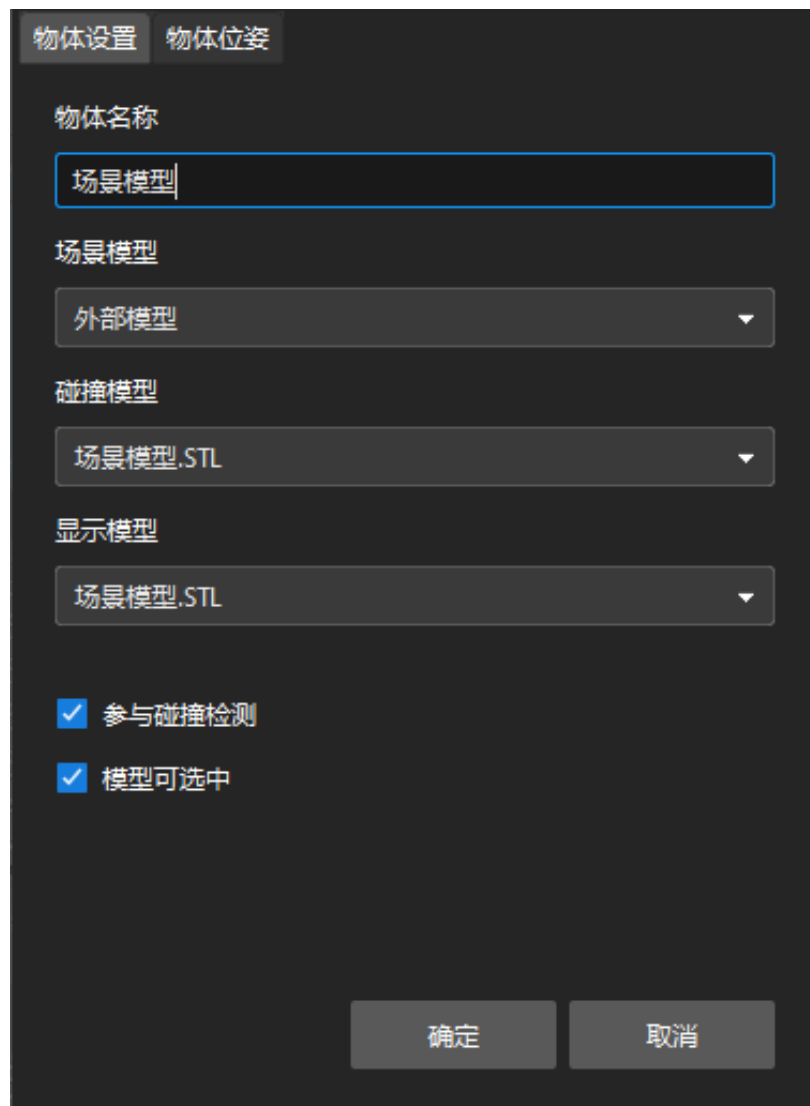 物体设置 物体位姿
物体名称
场景模型
场景模型
外部模型
碰撞模型
场景模型.STL
显示模型
场景模型.STL
参与碰撞检测
模型可选中
确定 取消